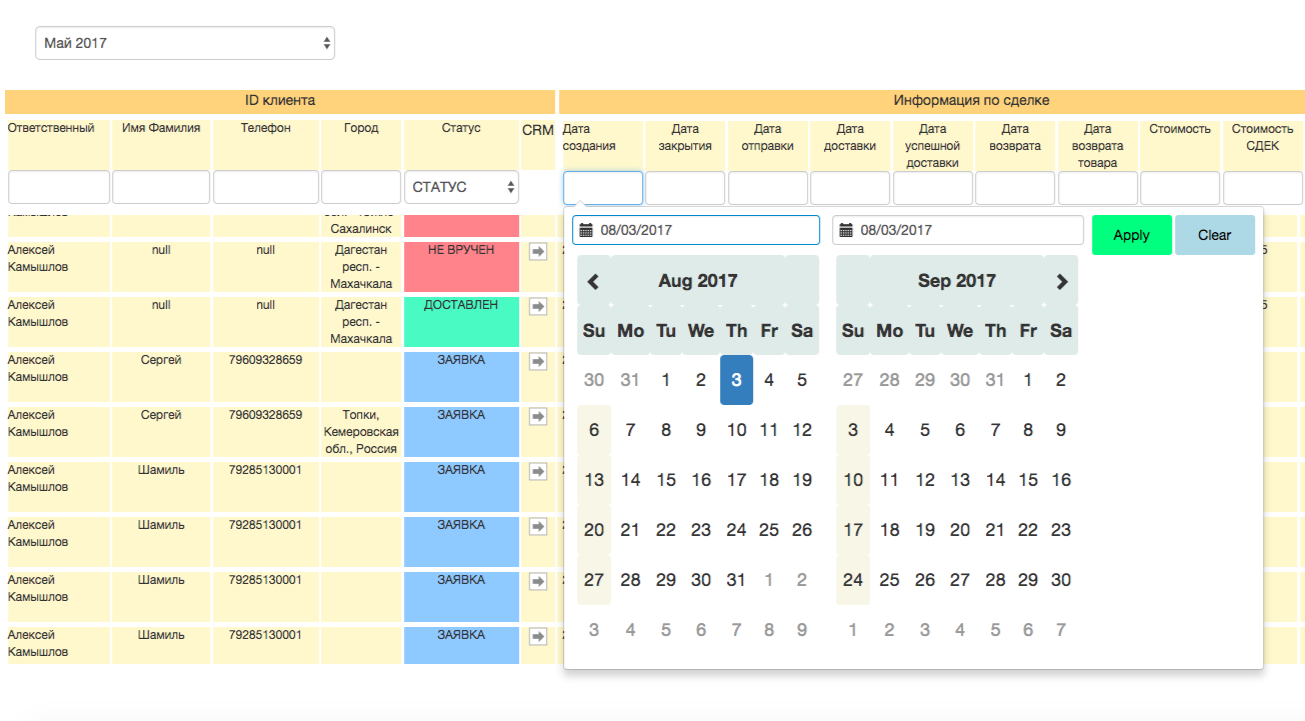 Май 2017
ID клиента
Информация по сделке
Ответственный Имя Фамилия Телефон Город Статус CRM Дата создания Дата закрытия Дата отправки Дата доставки Дата успешной доставки Дата возврата Дата возврата товара Стоимость Стоимость СДЕК
СТАТУС
Сахалинск
08/03/2017 08/03/2017 Apply Clear
Алексей Камышлов null null Дагестан респ. - Махачкала НЕ ВРУЧЕН
Алексей Камышлов null null Дагестан респ. - Махачкала ДОСТАВЛЕН
Алексей Камышлов Сергей 79609328659 ЗАЯВКА
Алексей Камышлов Сергей 79609328659 Топки, Кемеровская обл., Россия ЗАЯВКА
Алексей Камышлов Шамиль 79285130001 ЗАЯВКА
Алексей Камышлов Шамиль 79285130001 ЗАЯВКА
Алексей Камышлов Шамиль 79285130001 ЗАЯВКА
Алексей Камышлов Шамиль 79285130001 ЗАЯВКА
Aug 2017
Su Mo Tu We Th Fr Sa
30 31 1 2 3 4 5
6 7 8 9 10 11 12
13 14 15 16 17 18 19
20 21 22 23 24 25 26
27 28 29 30 31 1 2
3 4 5 6 7 8 9
Sep 2017
Su Mo Tu We Th Fr Sa
27 28 29 30 31 1 2
3 4 5 6 7 8 9
10 11 12 13 14 15 16
17 18 19 20 21 22 23
24 25 26 27 28 29 30
1 2 3 4 5 6 7